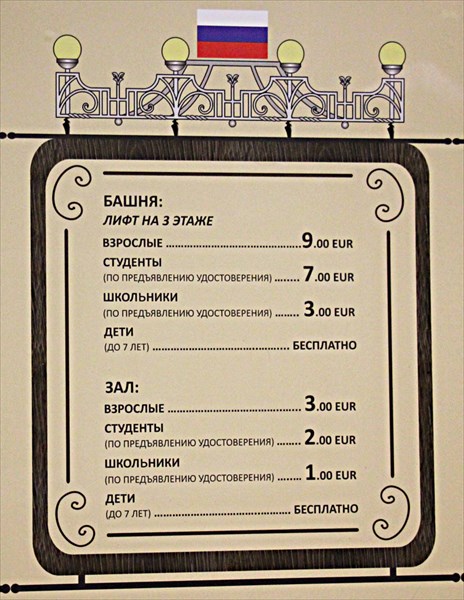 БАШНЯ:
ЛИФТ НА 3 ЭТАЖЕ
ВЗРОСЛЫЕ ................................. 9.00 EUR
СТУДЕНТЫ
(ПО ПРЕДЪЯВЛЕНИЮ УДОСТОВЕРЕНИЯ) ....... 7.00 EUR
ШКОЛЬНИКИ
(ПО ПРЕДЪЯВЛЕНИЮ УДОСТОВЕРЕНИЯ) ........ 3.00 EUR
ДЕТИ
(ДО 7 ЛЕТ) ........................................ БЕСПЛАТНО
ЗАЛ:
ВЗРОСЛЫЕ ................................. 3.00 EUR
СТУДЕНТЫ
(ПО ПРЕДЪЯВЛЕНИЮ УДОСТОВЕРЕНИЯ) ....... 2.00 EUR
ШКОЛЬНИКИ
(ПО ПРЕДЪЯВЛЕНИЮ УДОСТОВЕРЕНИЯ) ....... 1.00 EUR
ДЕТИ
(ДО 7 ЛЕТ) ........................................ БЕСПЛАТНО